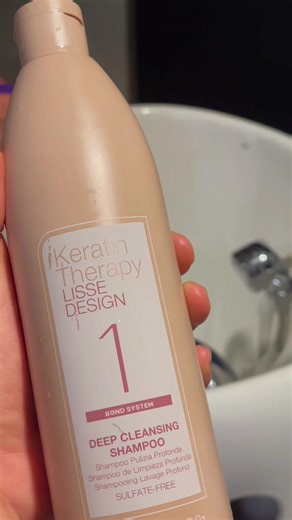 Keratin
Therapy
LISSE
DESIGN
1
BOND SYSTEM
DEEP CLEANSING
SHAMPOO
Shampoo Pulizia Profonda
Shampoo de Limpieza Profunda
Shampooing Lavage Profond
SULFATE-FREE